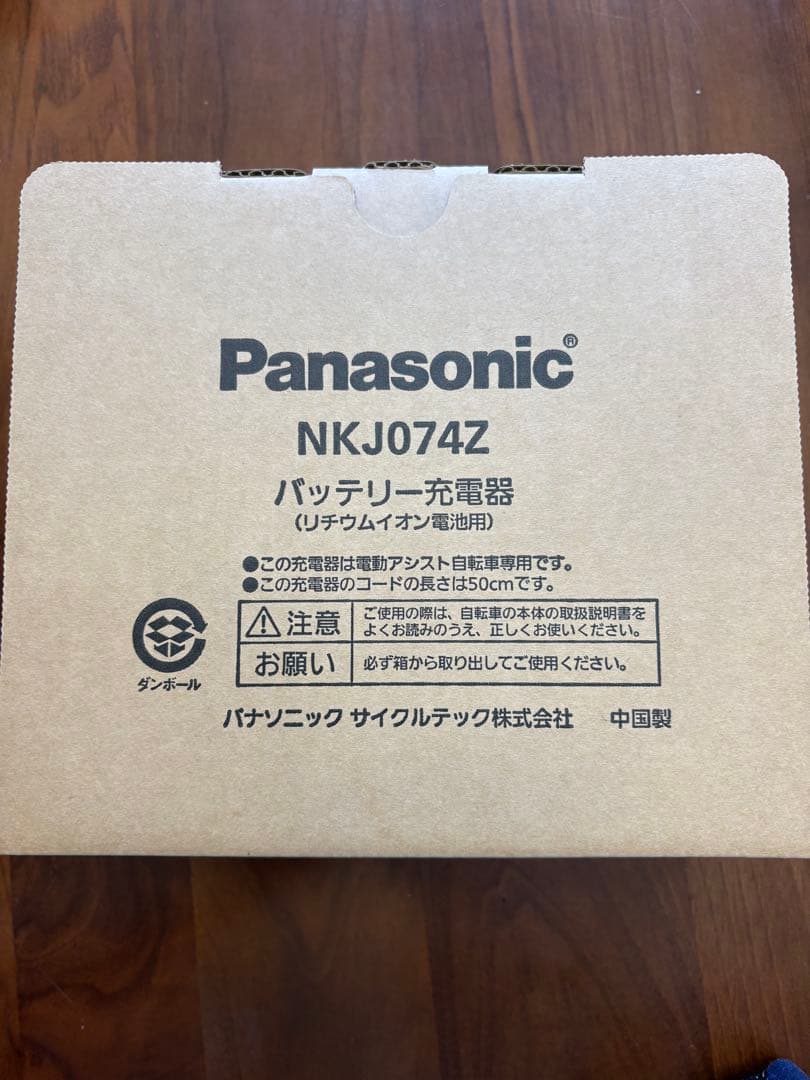 Panasonic®
NKJ074Z
バッテリー充電器
(リチウムイオン電池用)
●この充電器は電動アシスト自転車専用です。
●この充電器のコードの長さは50cmです。
注意
ご使用の際は、自転車の本体の取扱説明書を
よくお読みのうえ、正しくお使いください。
お願い
必ず箱から取り出してご使用ください。
ダンボール
パナソニック サイクルテック株式会社 中国製